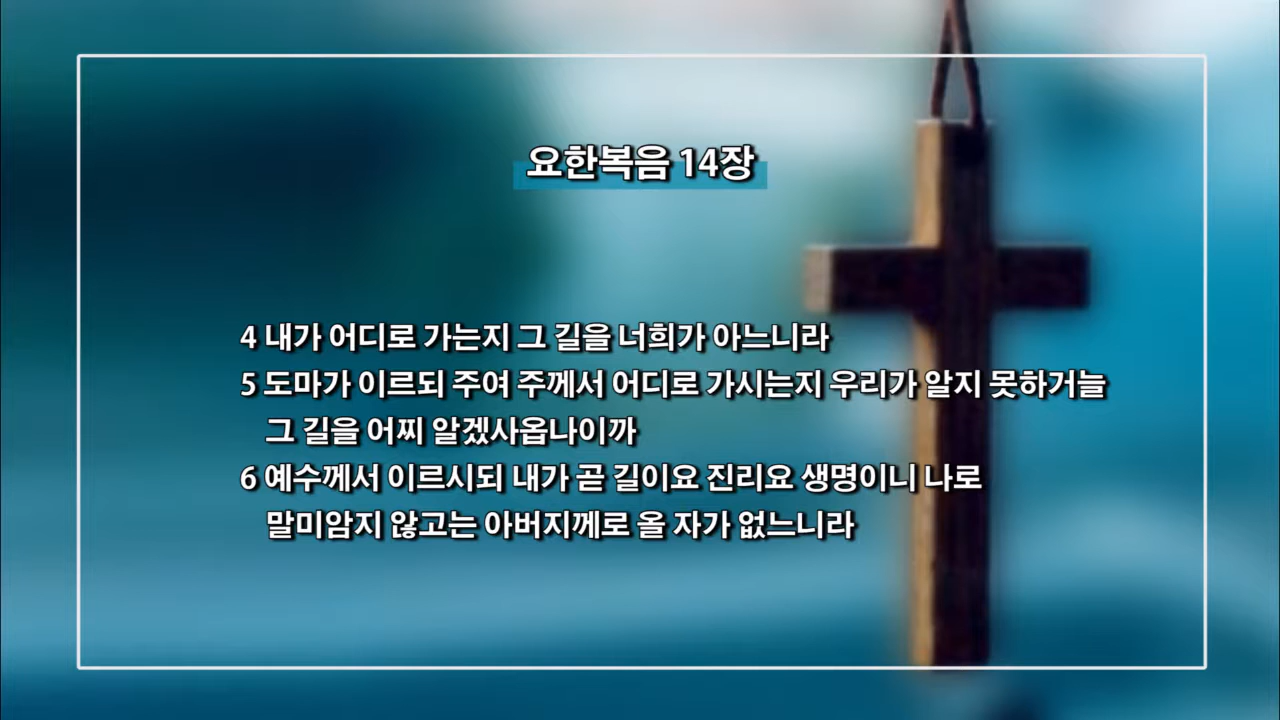 요한복음 14장
4 내가 어디로 가는지 그 길을 너희가 아느니라
5 도마가 이르되 주여 주께서 어디로 가시는지 우리가 알지 못하거늘
그 길을 어찌 알겠사옵나이까
6 예수께서 이르시되 내가 곧 길이요 진리요 생명이니 나로
말미암지 않고는 아버지께로 올 자가 없느니라